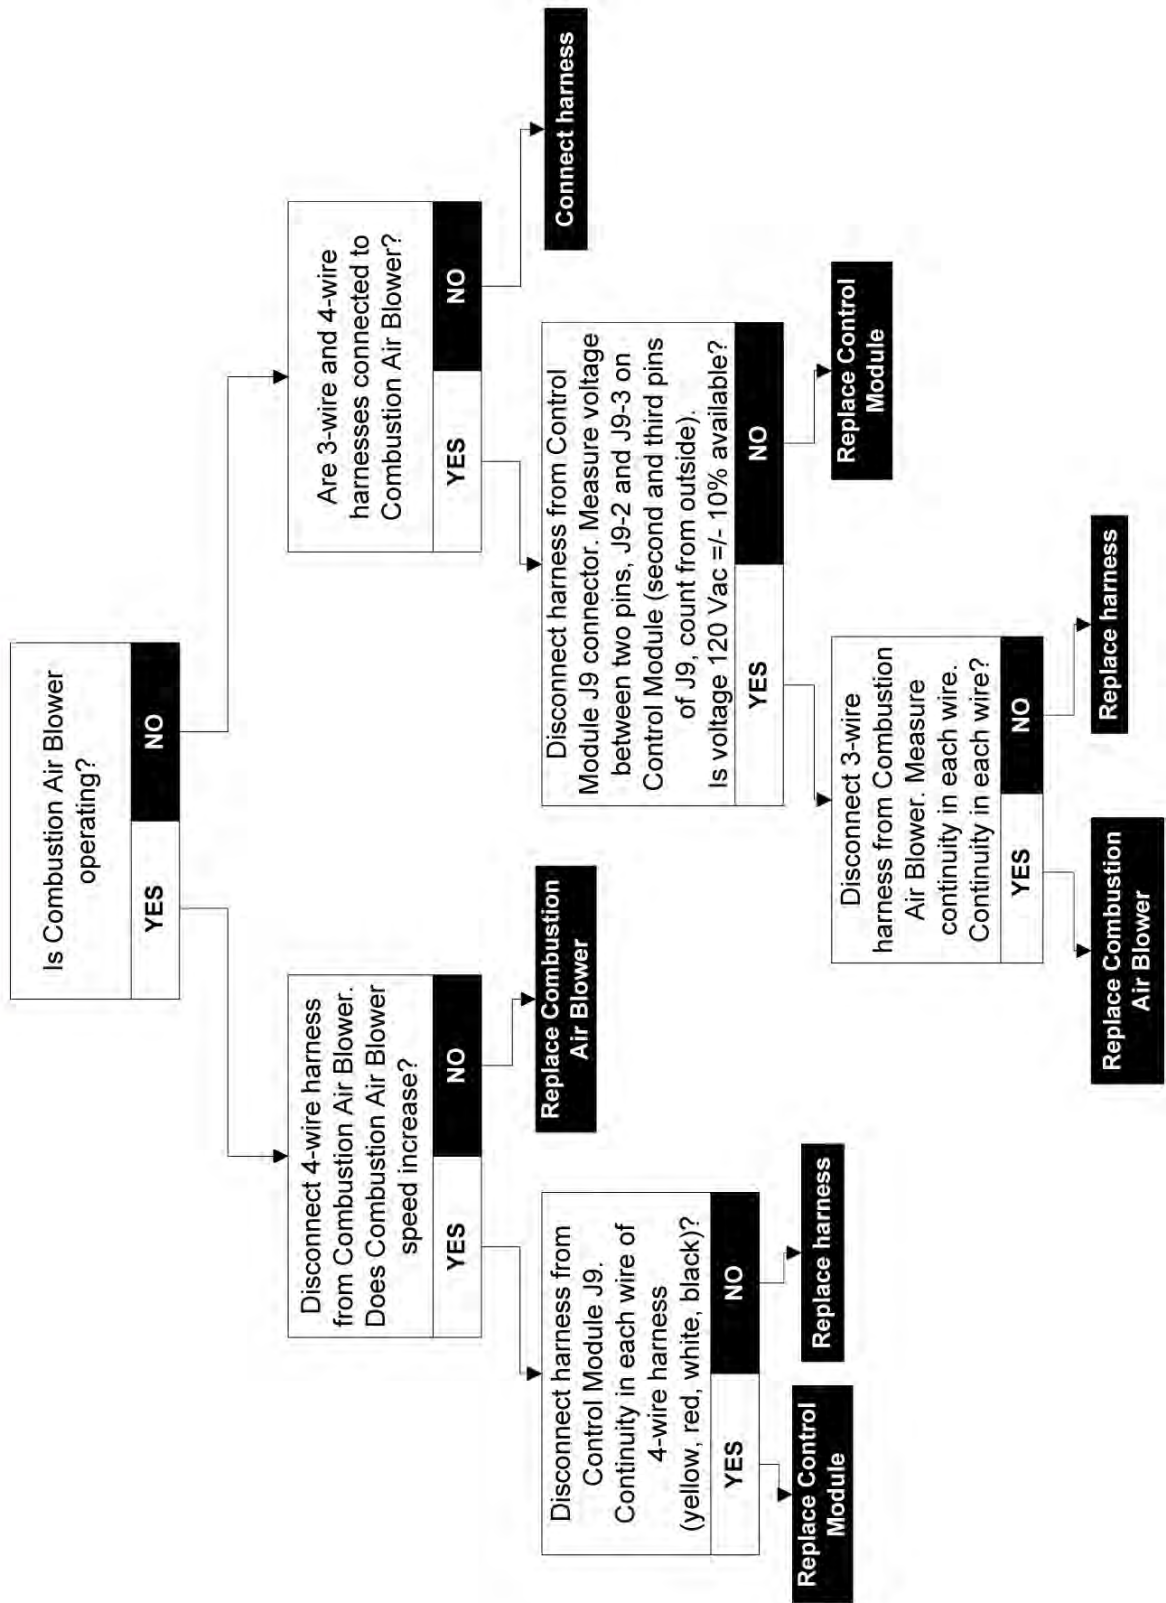 Is Combustion Air Blower
operating?
YES
NO
Disconnect 4-wire harness
from Combustion Air Blower.
Does Combustion Air Blower
speed increase?
YES
NO
Are 3-wire and 4-wire
harnesses connected to
Combustion Air Blower?
YES
NO
Replace Combustion
Air Blower
Connect harness
Disconnect harness from
Control Module J9.
Continuity in each wire of
4-wire harness
(yellow, red, white, black)?
YES
NO
Disconnect harness from Control
Module J9 connector. Measure voltage
between two pins, J9-2 and J9-3 on
Control Module (second and third pins
of J9, count from outside).
Is voltage 120 Vac =/- 10% available?
YES
NO
Replace Control
Module
Replace harness
Disconnect 3-wire
harness from Combustion
Air Blower. Measure
continuity in each wire.
Continuity in each wire?
YES
NO
Replace Control
Module
Replace Combustion
Air Blower
Replace harness